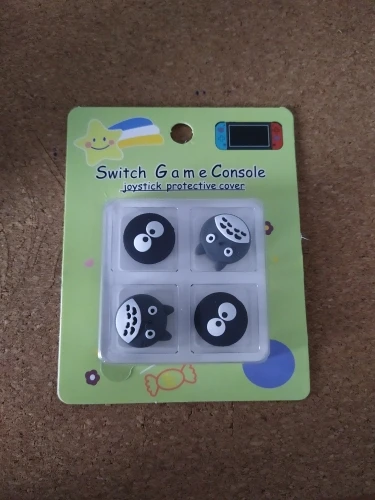 Switch Game Console
joystick protective cover